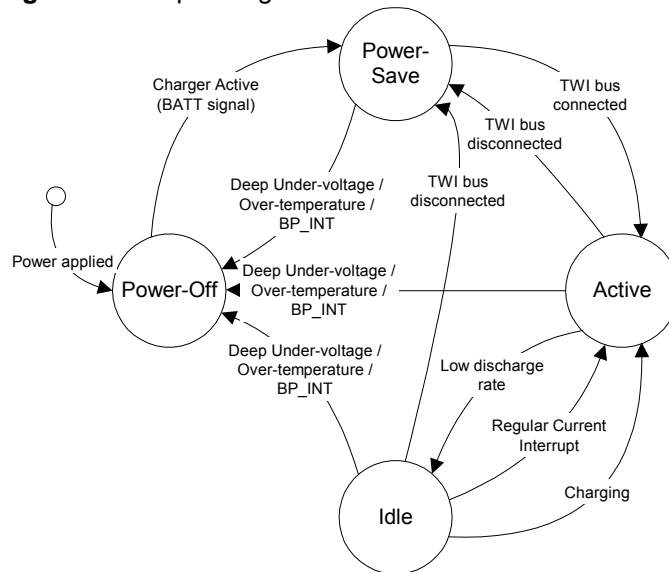 Power-
Save
Charger Active
(BATT signal)
TWI bus
connected
TWI bus
disconnected
TWI bus
disconnected
Deep Under-voltage /
Over-temperature /
BP_INT
Power applied
Power-Off
Deep Under-voltage /
Over-temperature /
BP_INT
Active
Deep Under-voltage /
Over-temperature /
BP_INT
Low discharge
rate
Regular Current
Interrupt
Charging
Idle